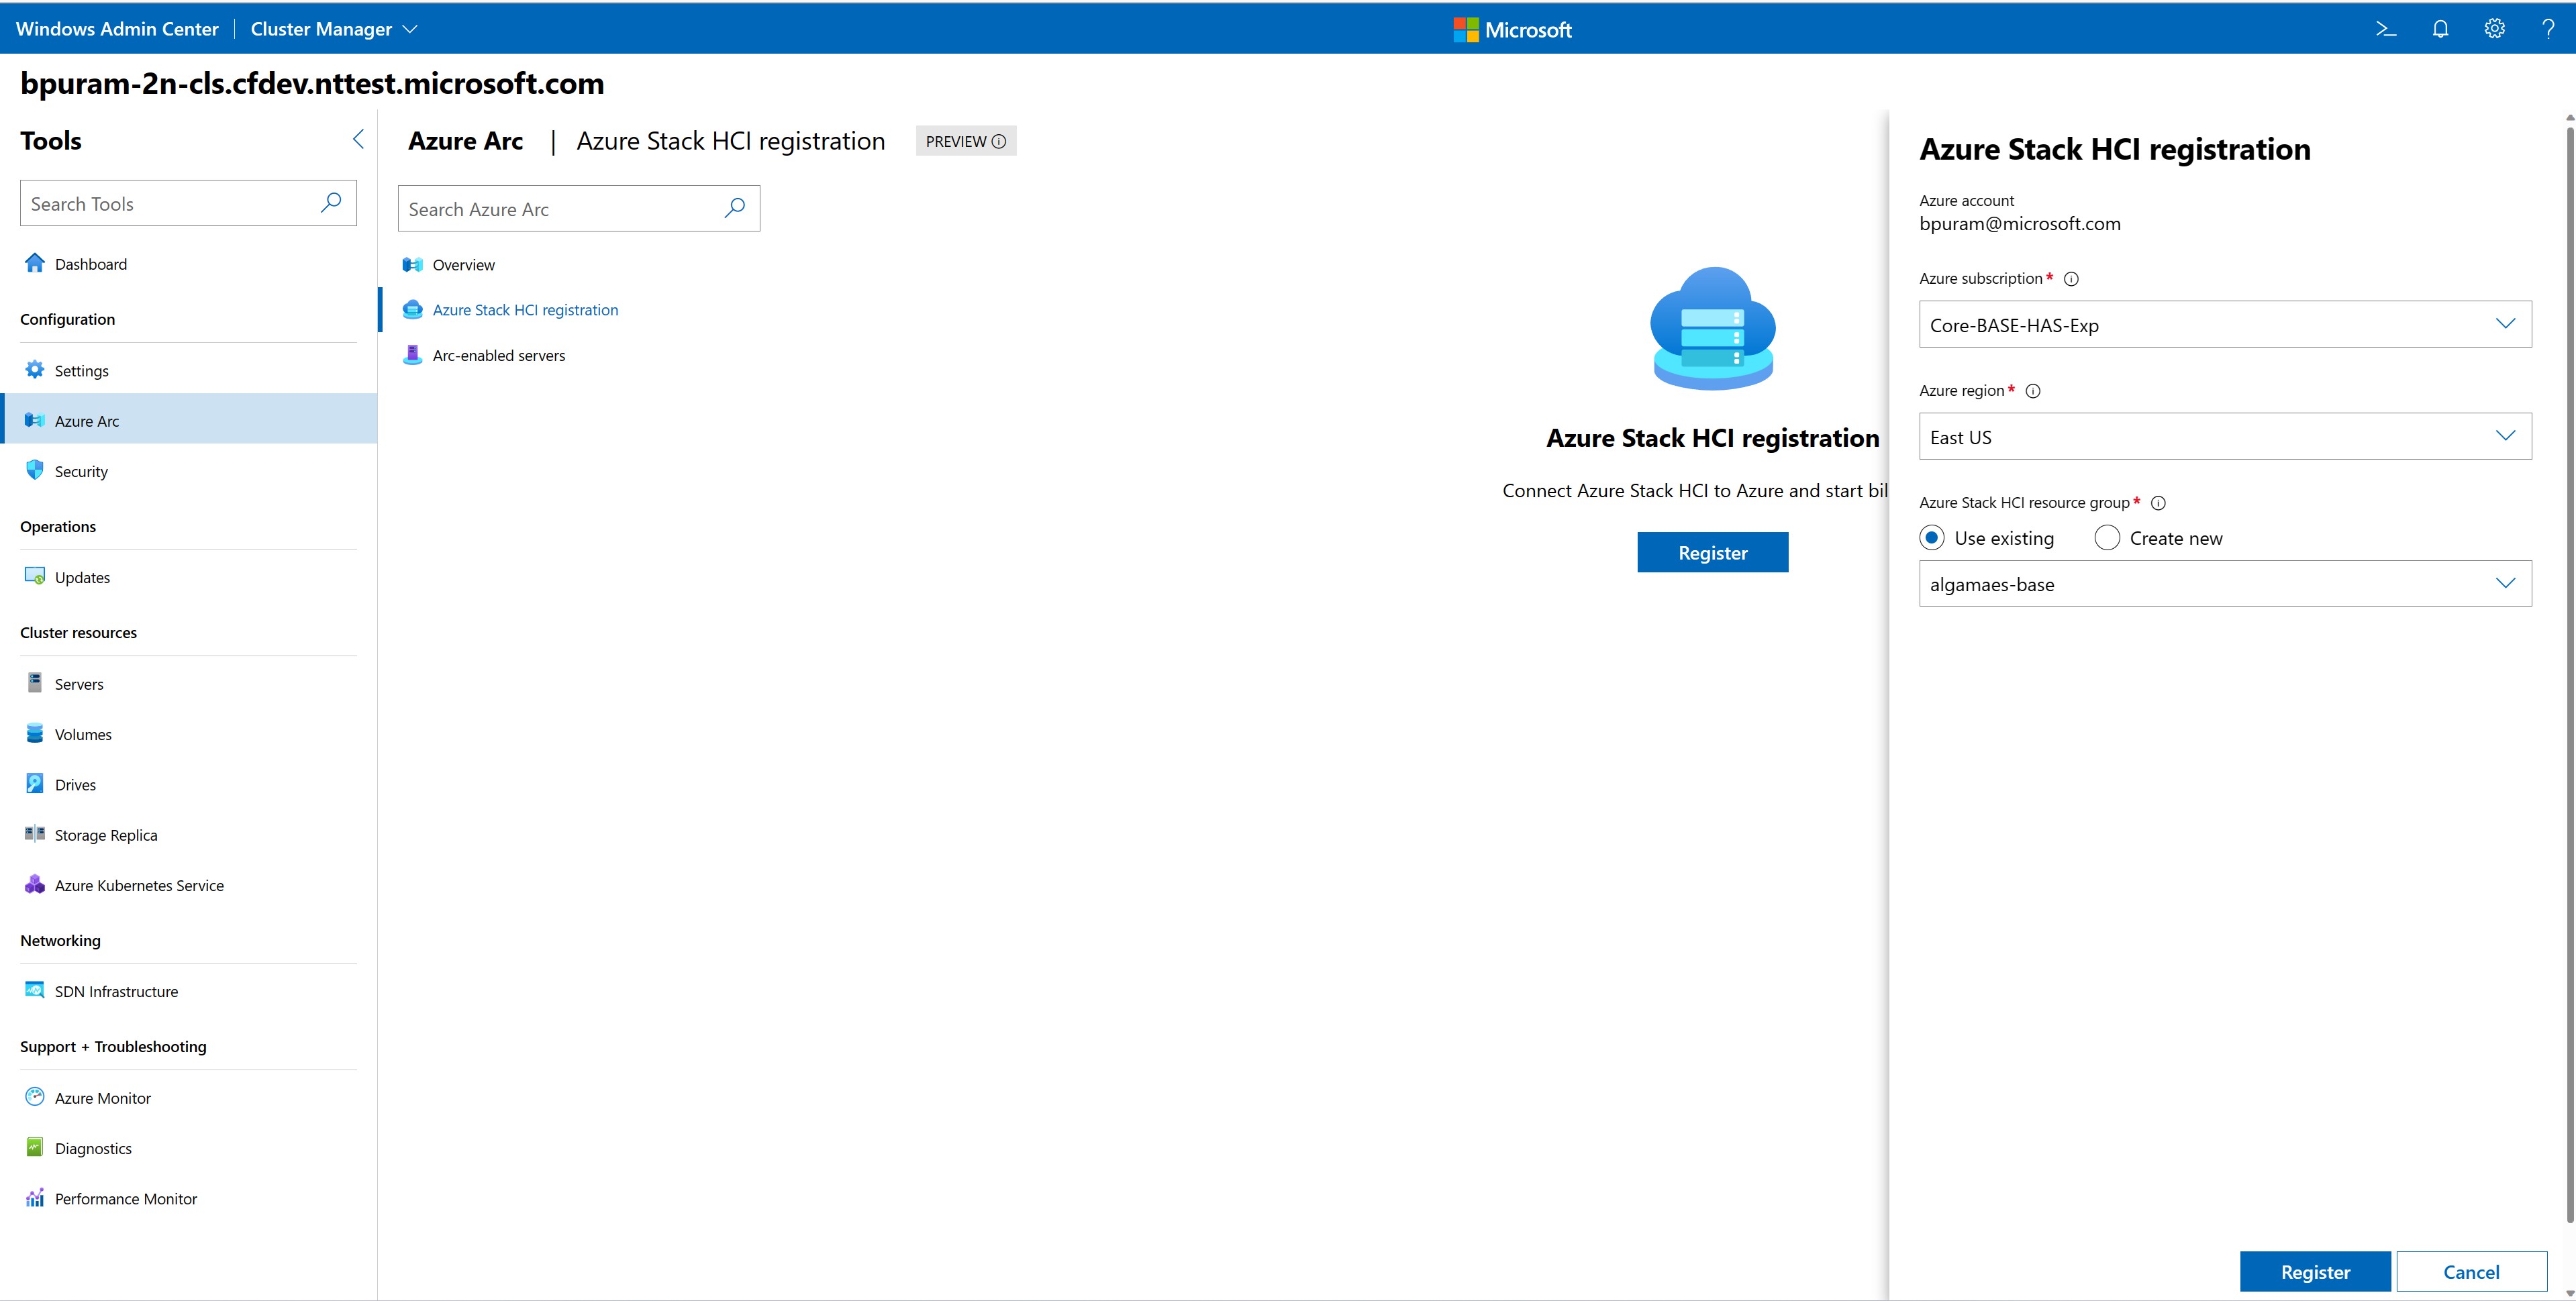 Windows Admin Center | Cluster Manager
Microsoft
bpuram-2n-cls.cfdev.nttest.microsoft.com
Tools
Search Tools
Dashboard
Configuration
Settings
Azure Arc
Security
Operations
Updates
Cluster resources
Servers
Volumes
Drives
Storage Replica
Azure Kubernetes Service
Networking
SDN Infrastructure
Support + Troubleshooting
Azure Monitor
Diagnostics
Performance Monitor
Azure Arc | Azure Stack HCI registration PREVIEW
Search Azure Arc
Overview
Azure Stack HCI registration
Arc-enabled servers
Azure Stack HCI registration
Connect Azure Stack HCI to Azure and start bil
Register
Azure Stack HCI registration
Azure account
bpuram@microsoft.com
Azure subscription *
Core-BASE-HAS-Exp
Azure region *
East US
Azure Stack HCI resource group *
Use existing Create new
algamaes-base
Register Cancel